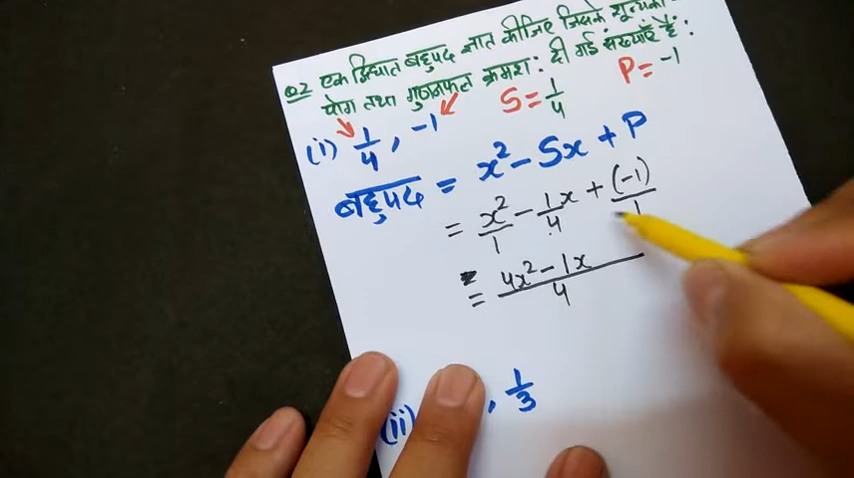 Q2 एक द्विघात बहुपद ज्ञात कीजिए जिसके शून्यकों
योग तथा गुणनफल क्रमश: दी गई संख्याएँ हैं:
S = 1/4 P = -1
(i) 1/4 , -1
बहुपद = x² - Sx + P
= x²/1 - 1/4 x + (-1)/1
= 4x² - 1x / 4
(ii) , 1/3